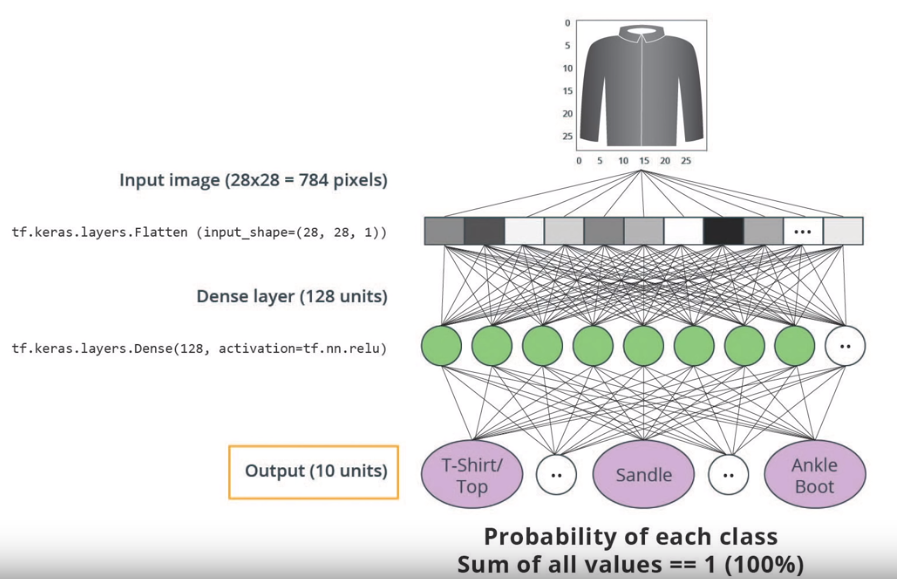 0
5
10
15
20
25
0 5 10 15 20 25
Input image (28x28 = 784 pixels)
tf.keras.layers.Flatten (input_shape=(28, 28, 1))
...
Dense layer (128 units)
tf.keras.layers.Dense(128, activation=tf.nn.relu)
..
Output (10 units)
T-Shirt/
Top
..
Sandle
..
Ankle
Boot
Probability of each class
Sum of all values == 1 (100%)